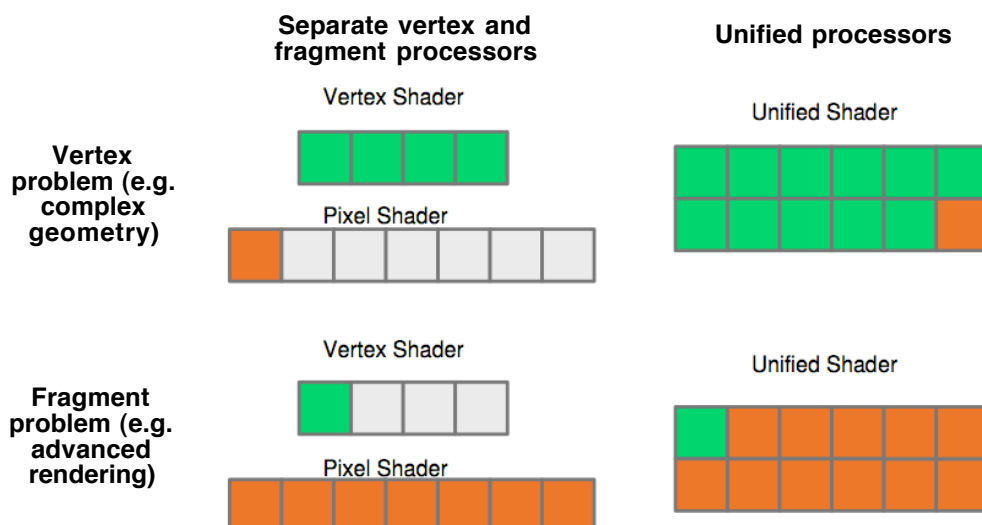 Separate vertex and
fragment processors
Unified processors
Vertex Shader
Unified Shader
Vertex
problem (e.g.
complex
geometry)
Pixel Shader
Vertex Shader
Unified Shader
Fragment
problem (e.g.
advanced
rendering)
Pixel Shader